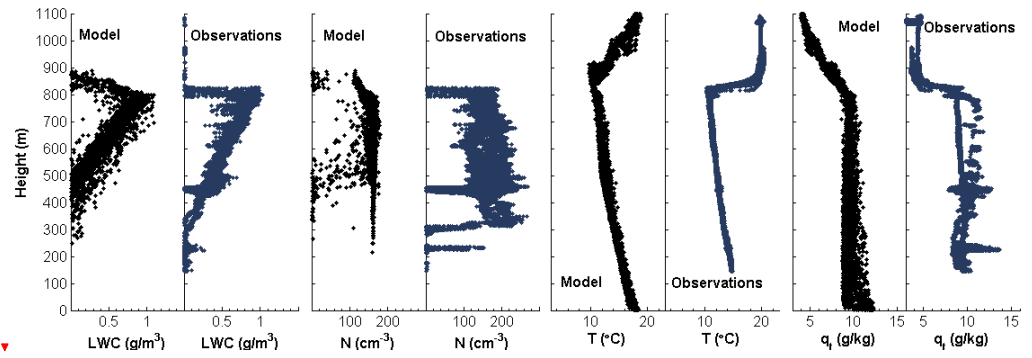 1100
1000
900
800
700
600
500
400
300
200
100
0
Height (m)
Model
Observations
Model
Observations
Model
Observations
Model
Observations
0.5 1
0.5 1
100 200
100 200
10 20
10 20
5 10 15
5 10 15
LWC (g/m³)
LWC (g/m³)
N (cm⁻³)
N (cm⁻³)
T (°C)
T (°C)
qₜ (g/kg)
qₜ (g/kg)